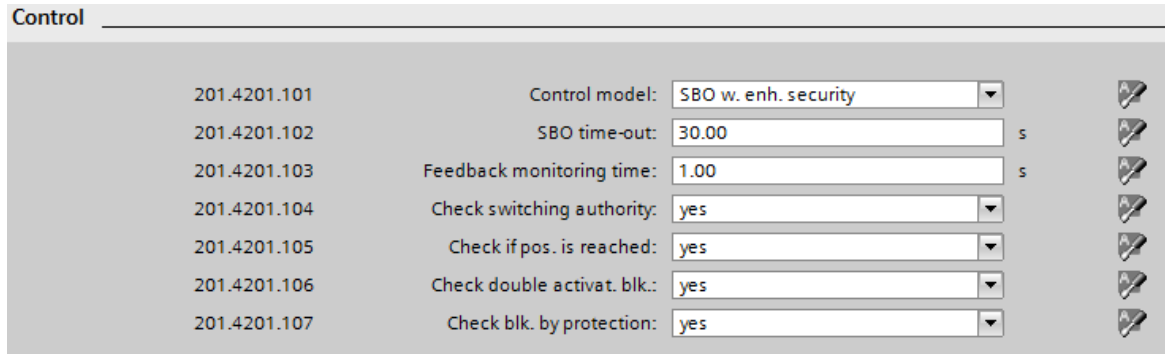 Control
201.4201.101 Control model: SBO w. enh. security
201.4201.102 SBO time-out: 30.00 s
201.4201.103 Feedback monitoring time: 1.00 s
201.4201.104 Check switching authority: yes
201.4201.105 Check if pos. is reached: yes
201.4201.106 Check double activat. blk.: yes
201.4201.107 Check blk. by protection: yes